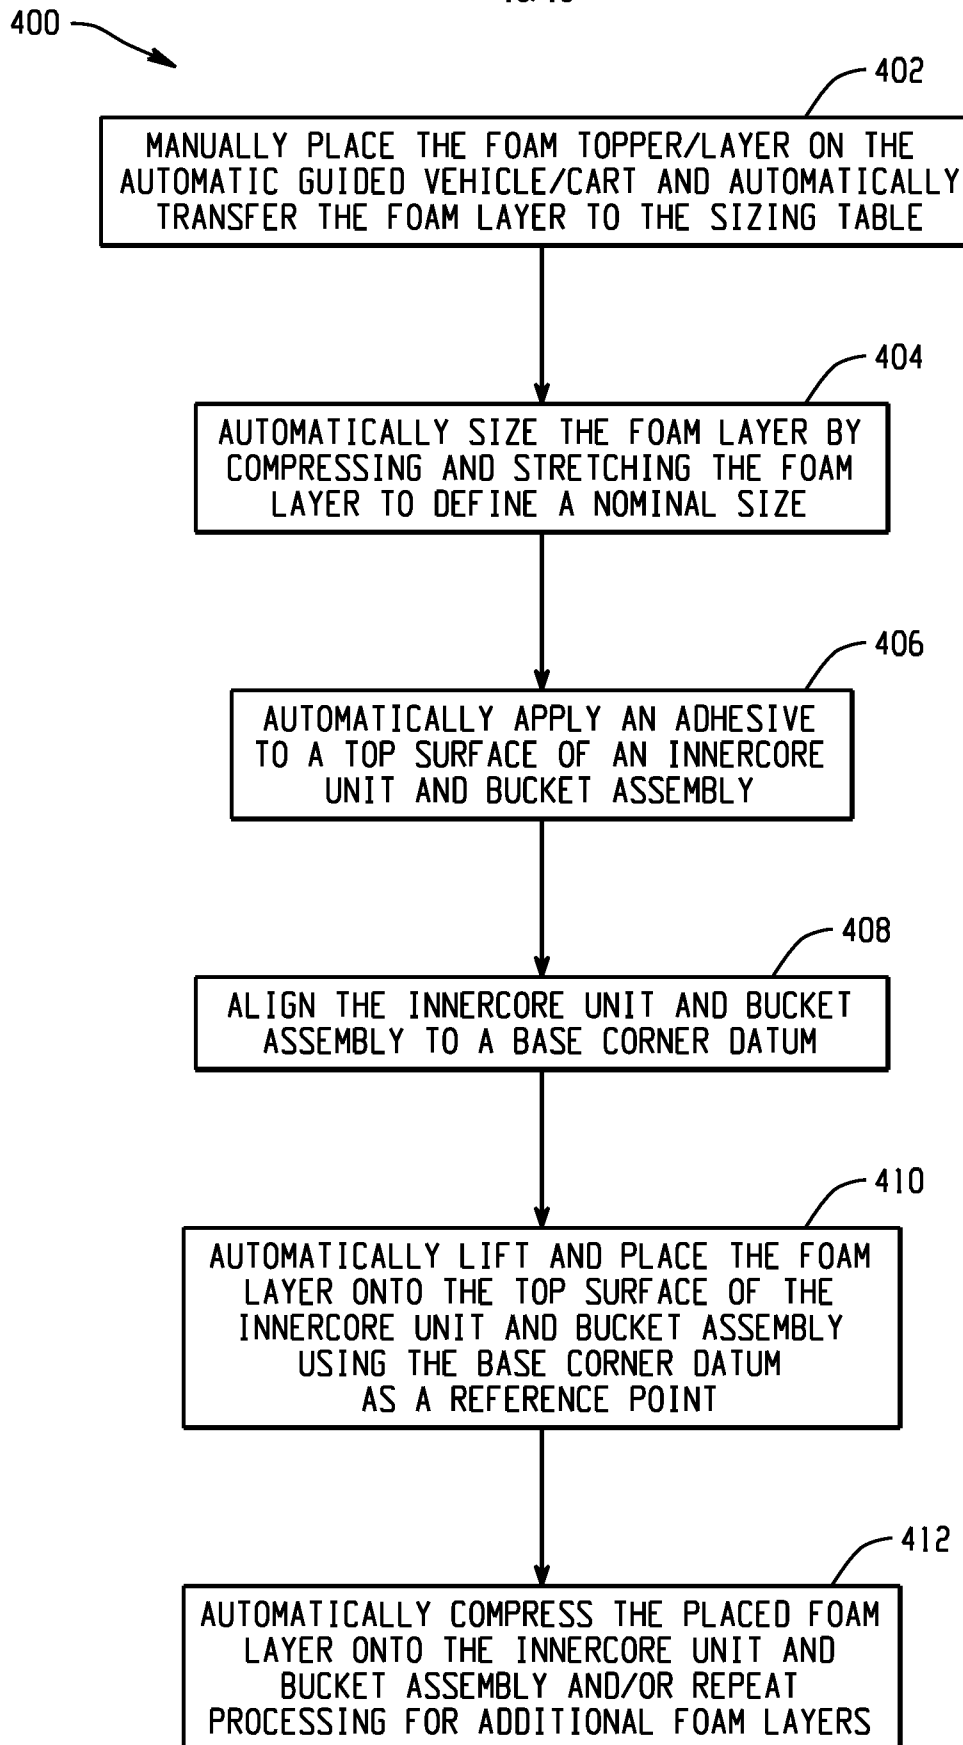 400
402
MANUALLY PLACE THE FOAM TOPPER/LAYER ON THE
AUTOMATIC GUIDED VEHICLE/CART AND AUTOMATICALLY
TRANSFER THE FOAM LAYER TO THE SIZING TABLE
404
AUTOMATICALLY SIZE THE FOAM LAYER BY
COMPRESSING AND STRETCHING THE FOAM
LAYER TO DEFINE A NOMINAL SIZE
406
AUTOMATICALLY APPLY AN ADHESIVE
TO A TOP SURFACE OF AN INNERCORE
UNIT AND BUCKET ASSEMBLY
408
ALIGN THE INNERCORE UNIT AND BUCKET
ASSEMBLY TO A BASE CORNER DATUM
410
AUTOMATICALLY LIFT AND PLACE THE FOAM
LAYER ONTO THE TOP SURFACE OF THE
INNERCORE UNIT AND BUCKET ASSEMBLY
USING THE BASE CORNER DATUM
AS A REFERENCE POINT
412
AUTOMATICALLY COMPRESS THE PLACED FOAM
LAYER ONTO THE INNERCORE UNIT AND
BUCKET ASSEMBLY AND/OR REPEAT
PROCESSING FOR ADDITIONAL FOAM LAYERS